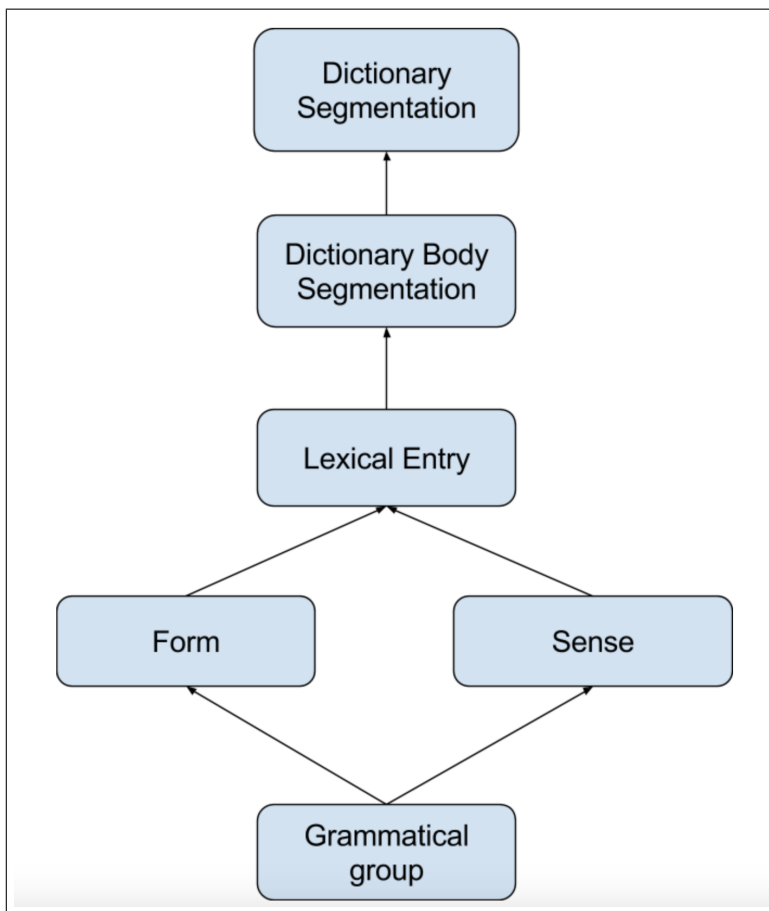 Dictionary
Segmentation
Dictionary Body
Segmentation
Lexical Entry
Form
Sense
Grammatical
group